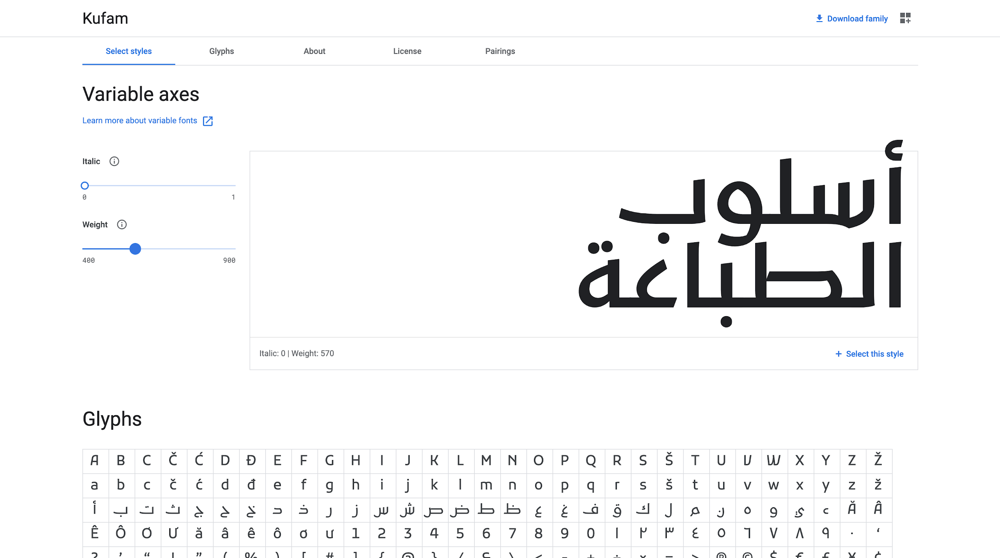 Kufam
Download family
Select styles Glyphs About License Pairings
Variable axes
Learn more about variable fonts
Italic
0 1
Weight
400 900
أسلوب
الطباعة
Italic: 0 | Weight: 570
+ Select this style
Glyphs
A B C Č Ć D Đ E F G H I J K L M N O P Q R S Š T U V W X Y Z Ž
a b c č ć d đ e f g h i j k l m n o p q r s š t u v w x y z ž
أ ب ت ث ج ح خ د ذ ر ز س ش ص ض ط ظ ع غ ف ق ك ل م ن ه و ي ء Ă Â
Ê Ô Ơ Ư ă â ê ô ơ ư 1 2 3 4 5 6 7 8 9 0 ١ ٢ ٣ ٤ ٥ ٦ ٧ ٨ ٩ ٠ ‘
? ’ “ ! ” ( % ) [ # ] { @ } / & \ < - + ÷ × = > ® © $ € £ ¥ ¢